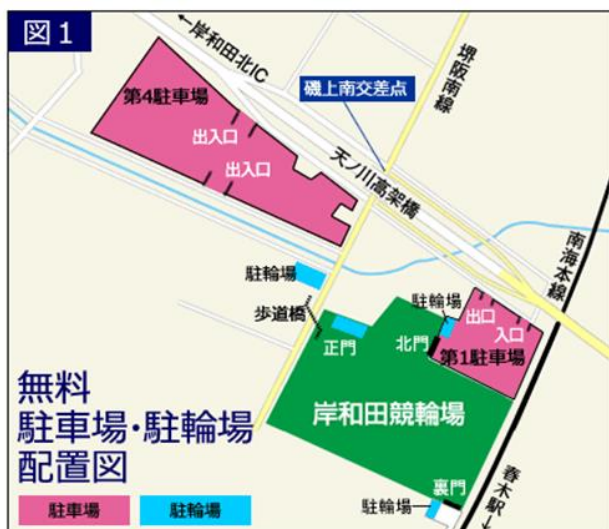 図1
←岸和田北IC
堺阪南線
磯上南交差点
第4駐車場
出入口
出入口
天ノ川高架橋
南海本線
駐輪場
駐輪場
歩道橋
出口
入口
正門
北門
第1駐車場
岸和田競輪場
無料
駐車場・駐輪場
配置図
裏門
駐輪場
春木駅
駐車場
駐輪場